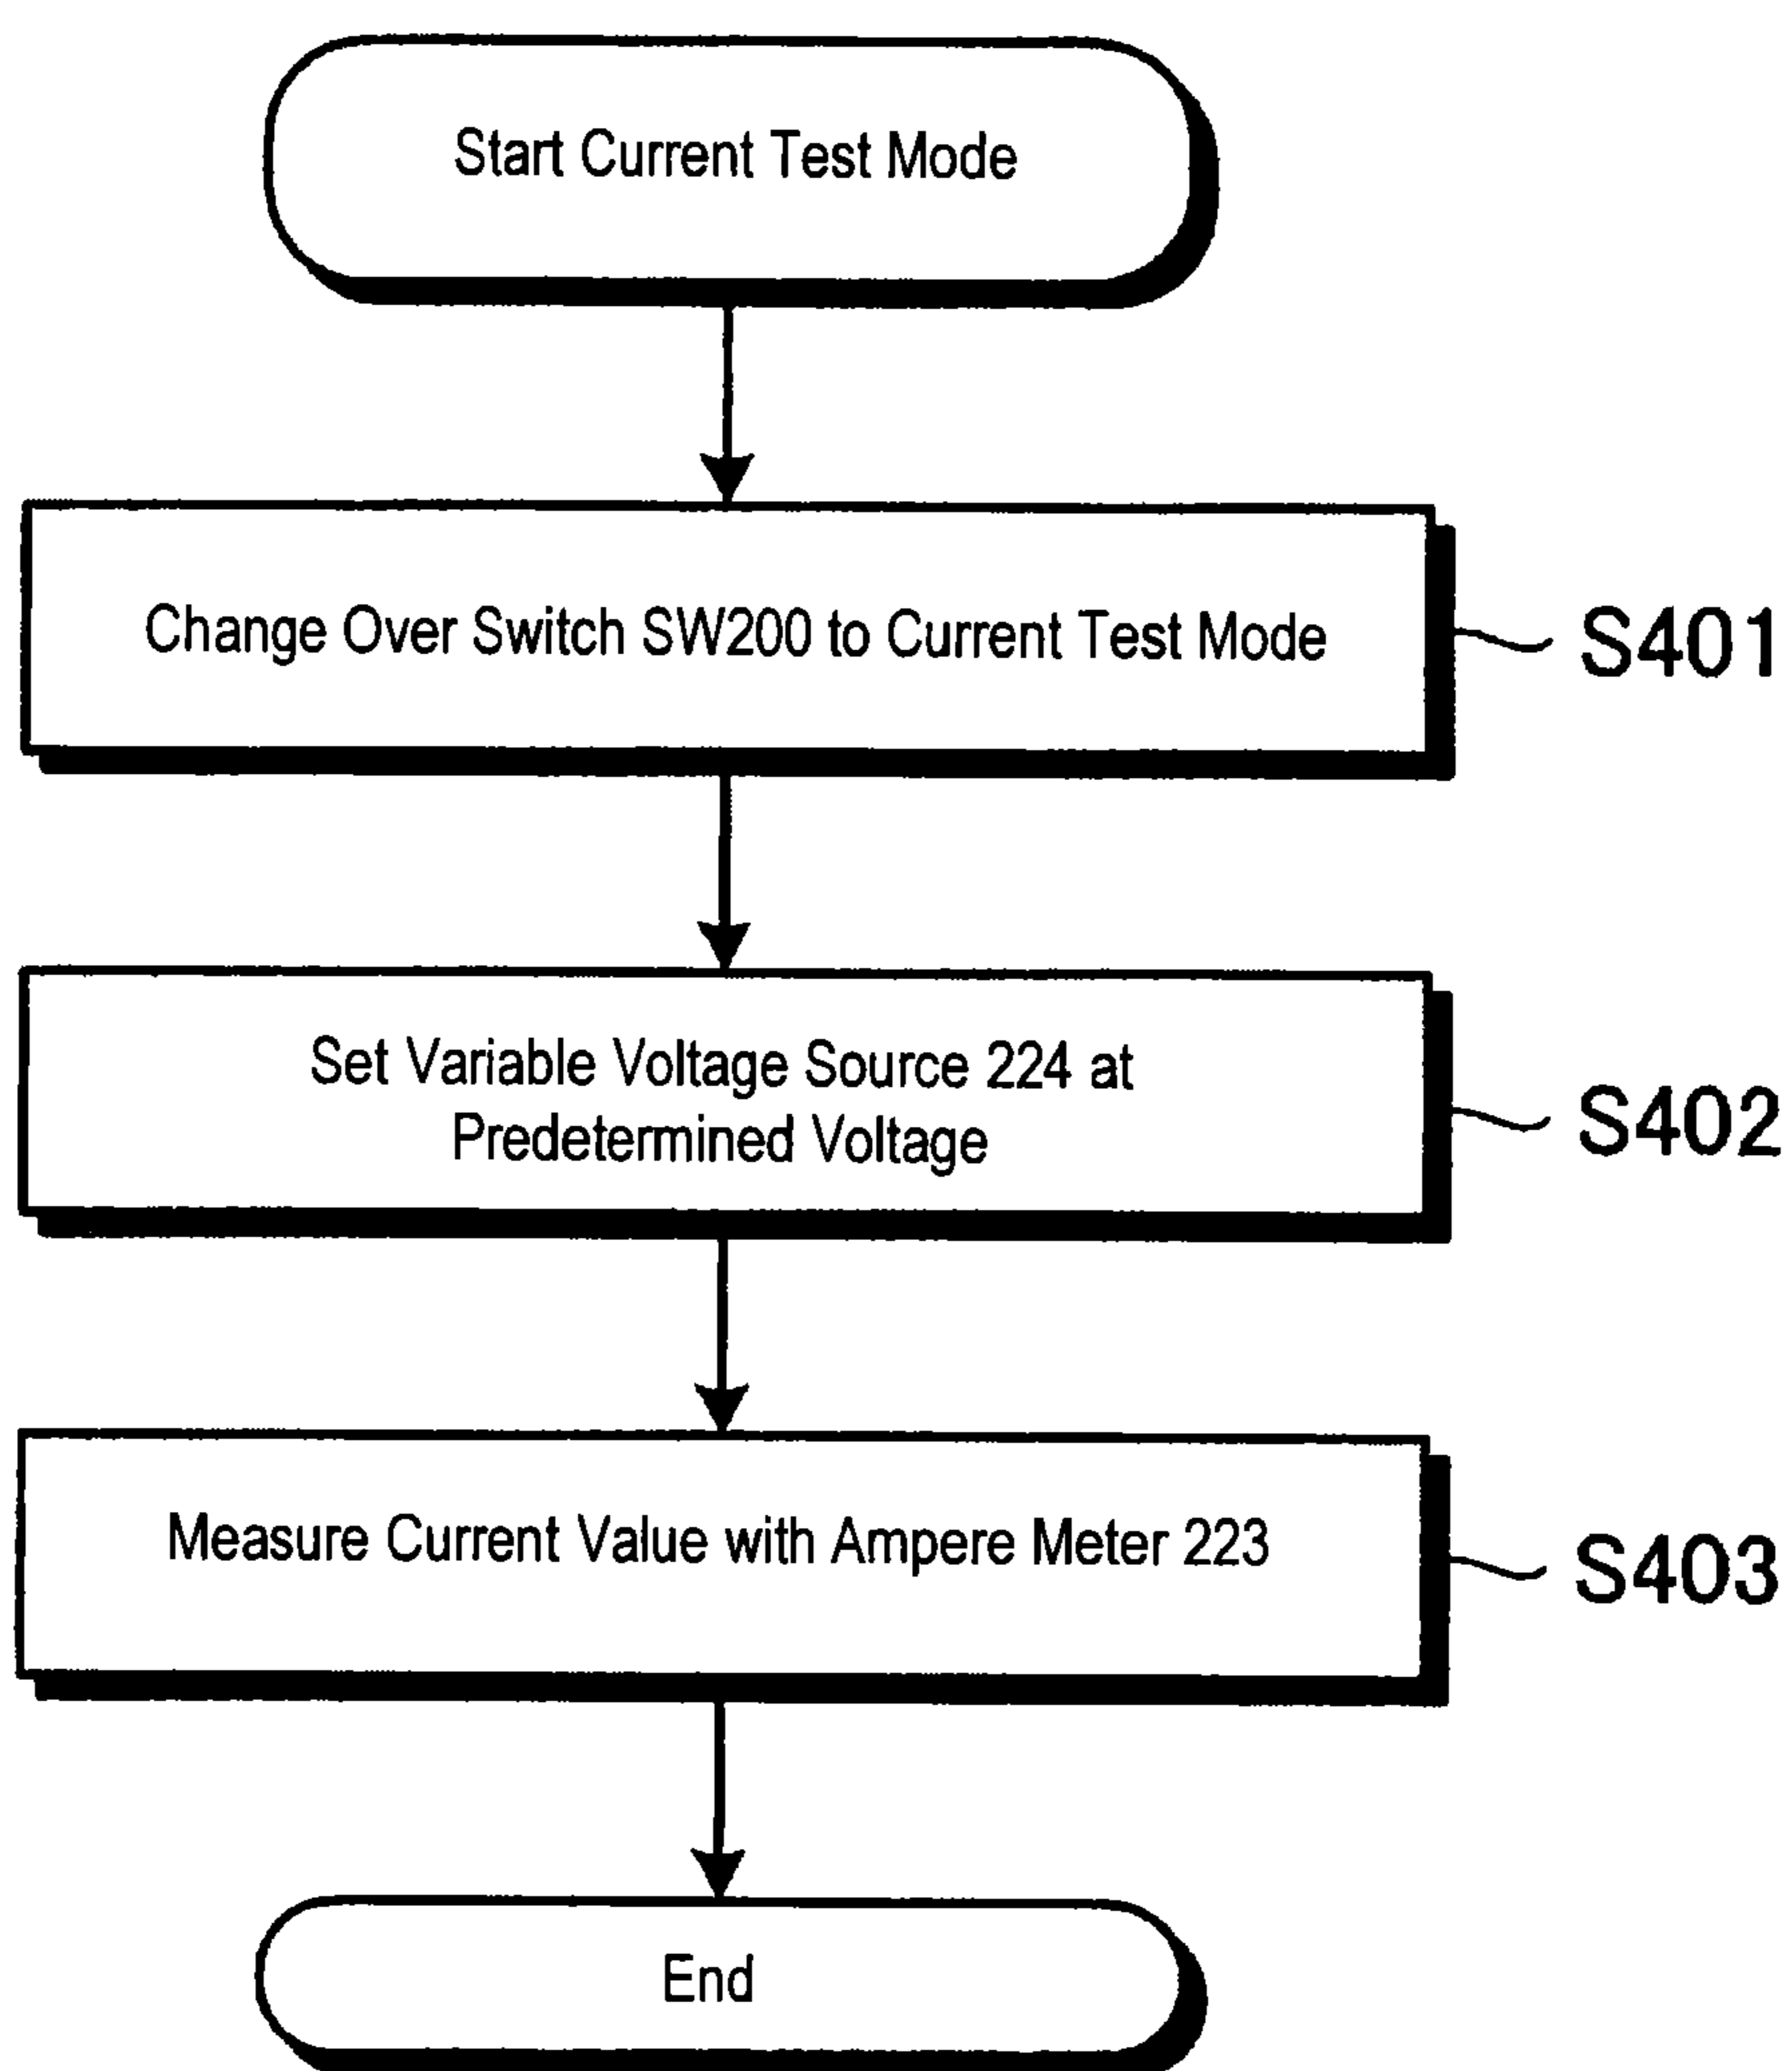 Start Current Test Mode
Change Over Switch SW200 to Current Test Mode
S401
Set Variable Voltage Source 224 at
Predetermined Voltage
S402
Measure Current Value with Ampere Meter 223
S403
End